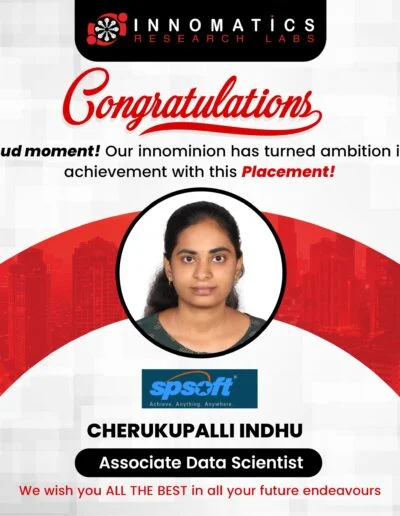 INNOMATICS
RESEARCH LABS
Congratulations
ud moment! Our innominion has turned ambition i
achievement with this Placement!
spsoft
Achieve. Anything. Anywhere.
CHERUKUPALLI INDHU
Associate Data Scientist
We wish you ALL THE BEST in all your future endeavours